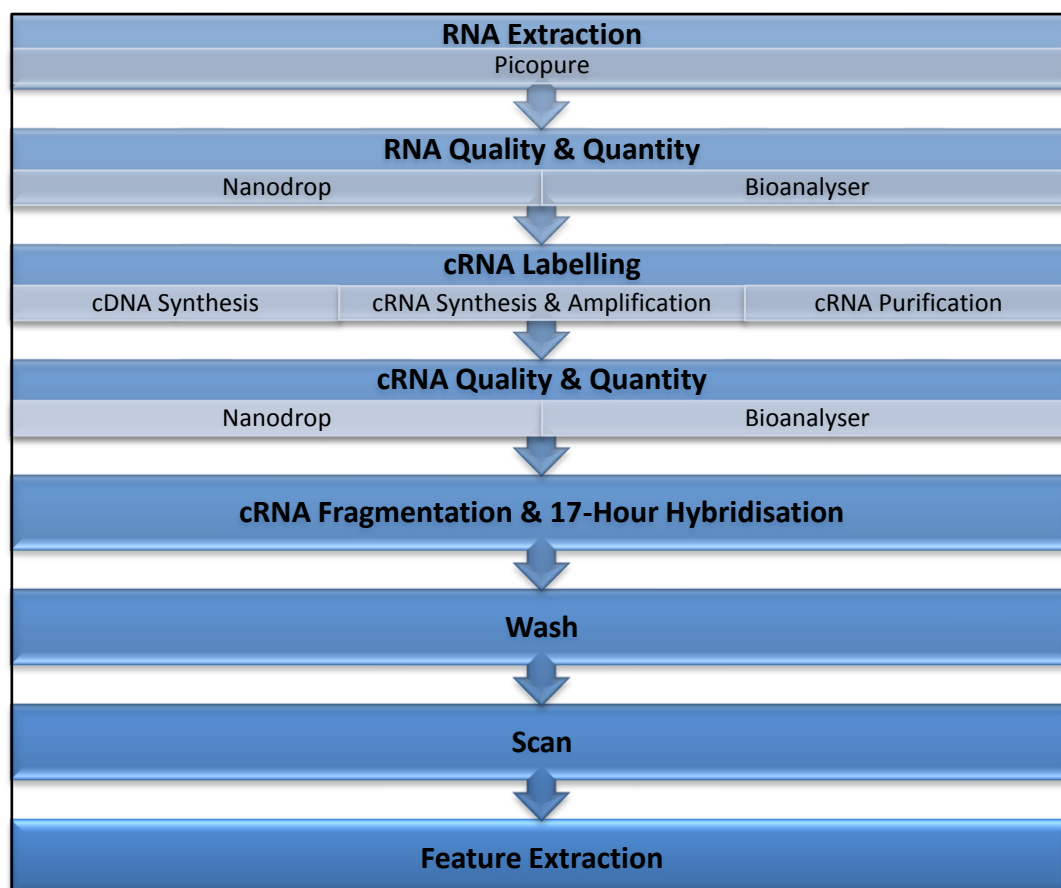 RNA Extraction
Picopure
RNA Quality & Quantity
Nanodrop Bioanalyser
cRNA Labelling
cDNA Synthesis cRNA Synthesis & Amplification cRNA Purification
cRNA Quality & Quantity
Nanodrop Bioanalyser
cRNA Fragmentation & 17-Hour Hybridisation
Wash
Scan
Feature Extraction